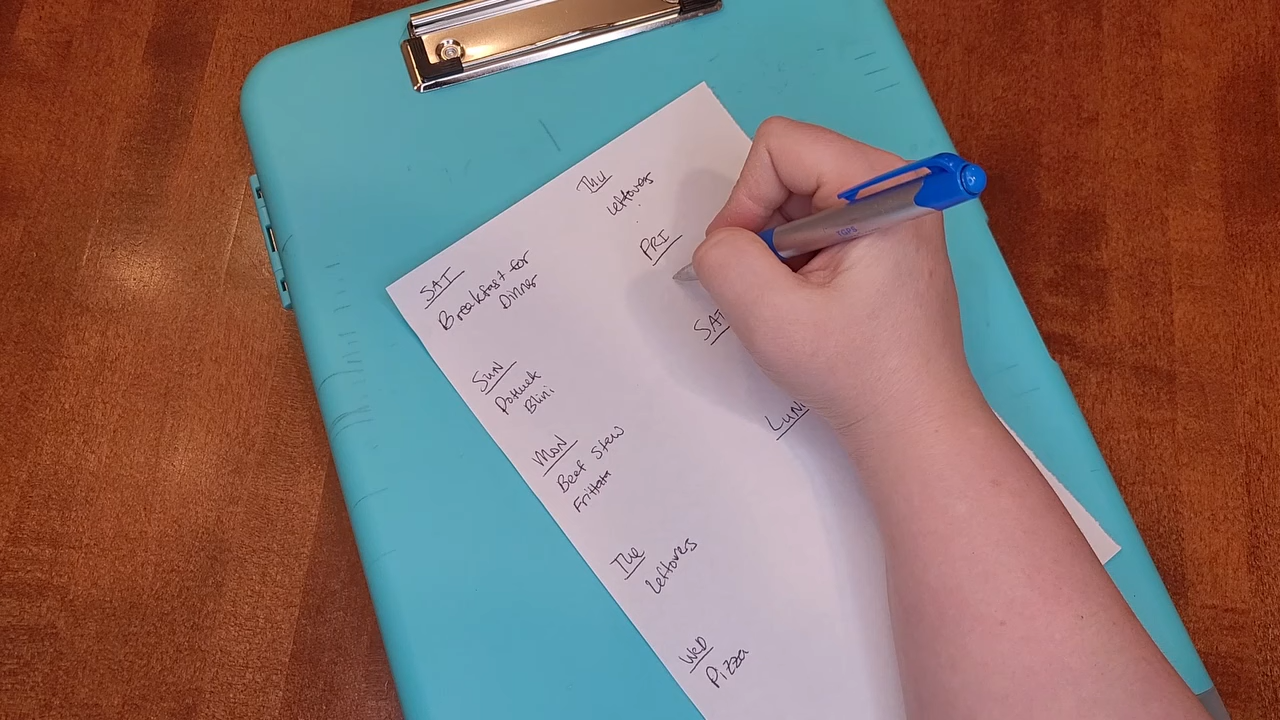 SAT
Breakfast for
Dinner
SUN
Potluck
Blini
MON
Beef Stew
Frittata
Tue
Leftovers
WED
Pizza
Thu
Leftovers
FRI
SAT
Lunc